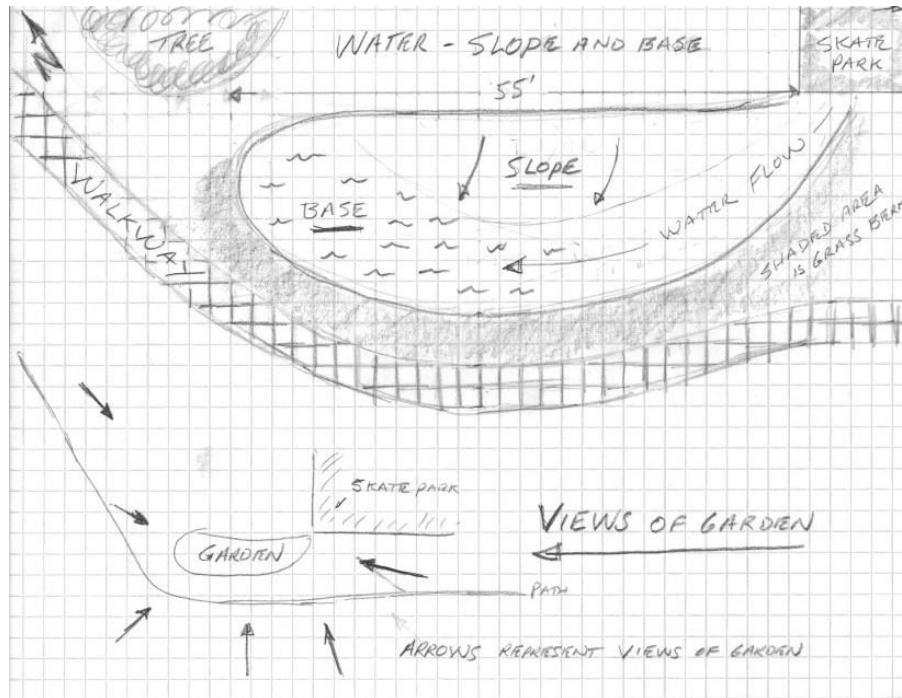 N
TREE
WATER - SLOPE AND BASE
SKATE
PARK
55'
SLOPE
BASE
WATER FLOW
WALKWAY
SHADED AREA
IS GRASS BERM
SKATE PARK
VIEWS OF GARDEN
GARDEN
PATH
ARROWS REPRESENT VIEWS OF GARDEN